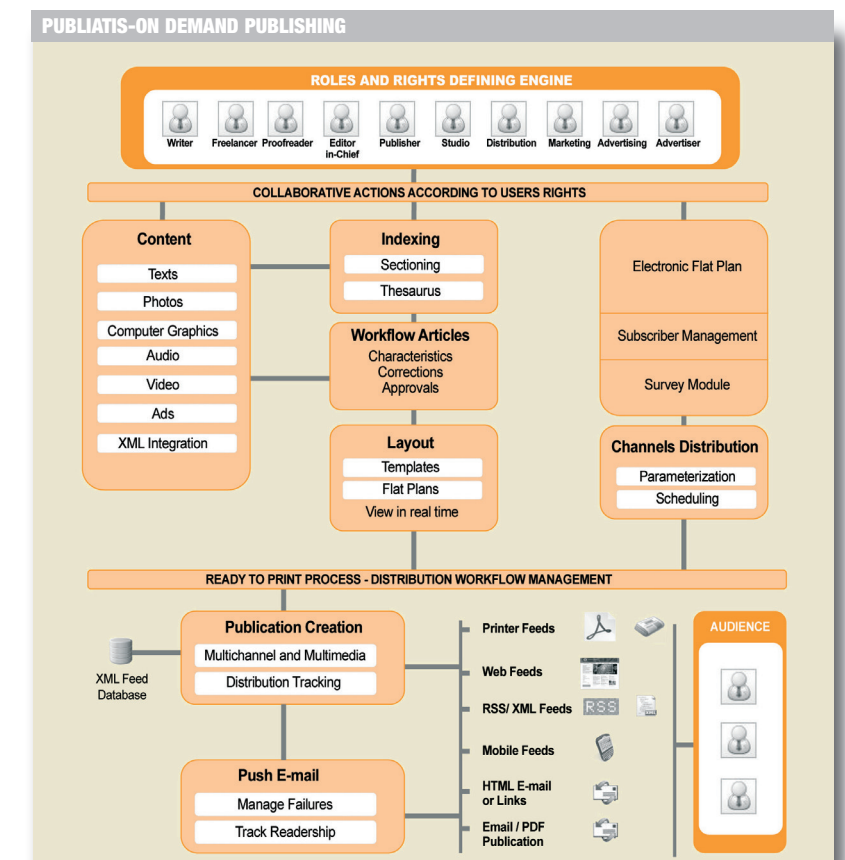 PUBLIATIS-ON DEMAND PUBLISHING
ROLES AND RIGHTS DEFINING ENGINE
Writer
Freelancer
Proofreader
Editor
in-Chief
Publisher
Studio
Distribution
Marketing
Advertising
Advertiser
COLLABORATIVE ACTIONS ACCORDING TO USERS RIGHTS
Content
Texts
Photos
Computer Graphics
Audio
Video
Ads
XML Integration
Indexing
Sectioning
Thesaurus
Workflow Articles
Characteristics
Corrections
Approvals
Layout
Templates
Flat Plans
View in real time
Electronic Flat Plan
Subscriber Management
Survey Module
Channels Distribution
Parameterization
Scheduling
READY TO PRINT PROCESS - DISTRIBUTION WORKFLOW MANAGEMENT
XML Feed
Database
Publication Creation
Multichannel and Multimedia
Distribution Tracking
Push E-mail
Manage Failures
Track Readership
Printer Feeds
Web Feeds
RSS/ XML Feeds
RSS
Mobile Feeds
HTML E-mail
or Links
Email / PDF
Publication
AUDIENCE